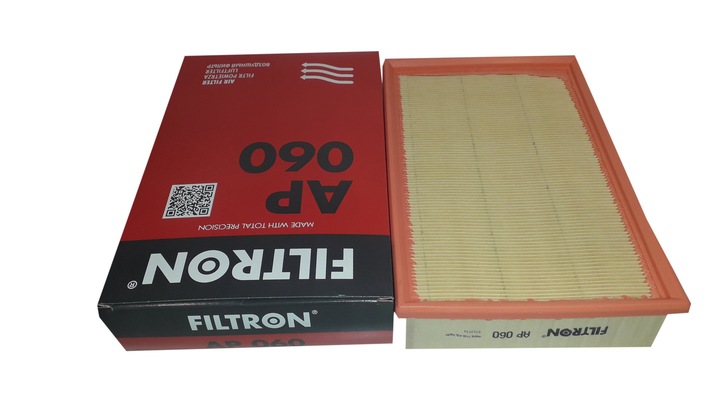 FILTRON®
MADE WITH TOTAL PRECISION
AP
060
AIR FILTER
LUFTFILTER
FILTR POWIETRZA
ВОЗДУШНЫЙ ФИЛЬТР
FILTRON®
AP 060
FILTRON® AP 060